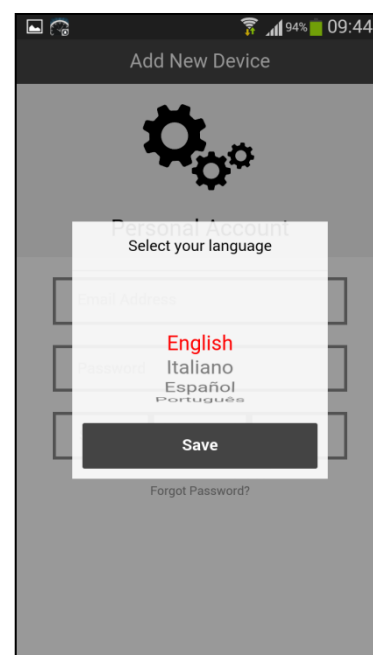 94% 09:44
Add New Device
Personal Account
Select your language
Email Address
English
Password
Italiano
Español
Português
Save
Forgot Password?